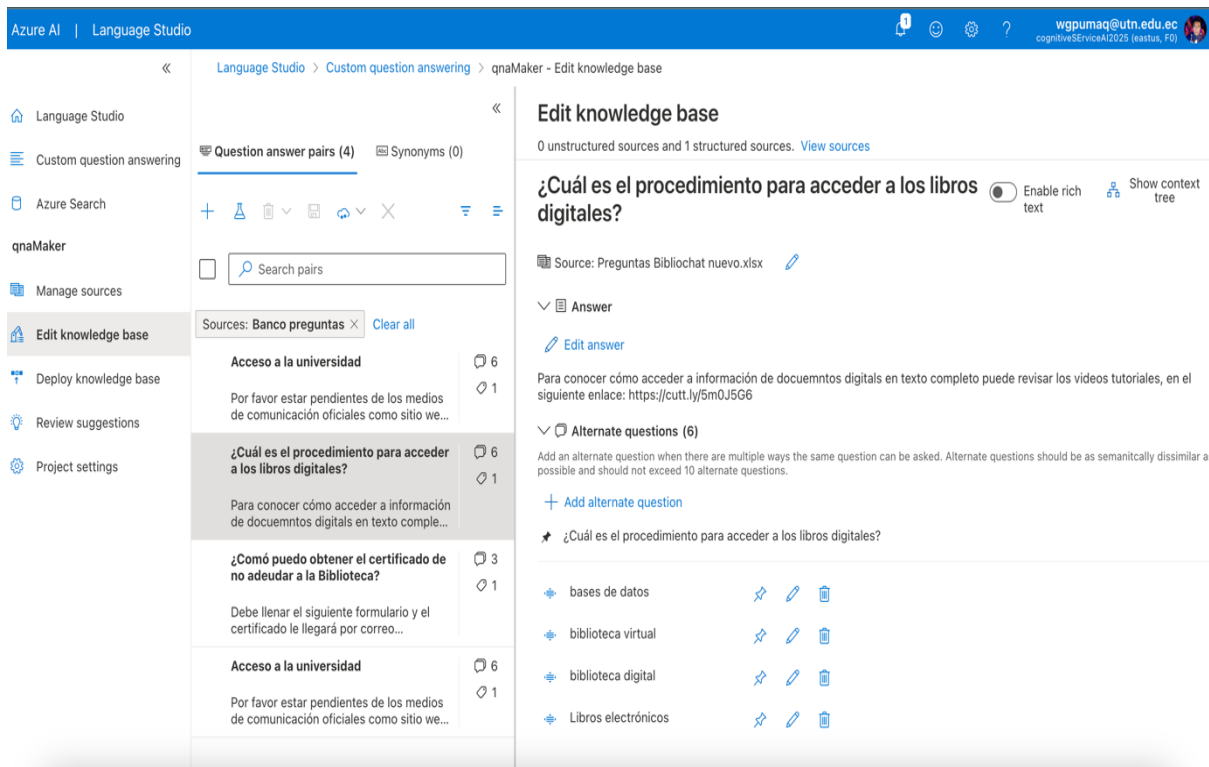 Azure AI | Language Studio
1
wgpumaq@utn.edu.ec
cognitiveSErviceAI2025 (eastus, F0)
Language Studio > Custom question answering > qnaMaker - Edit knowledge base
Language Studio
Custom question answering
Azure Search
qnaMaker
Manage sources
Edit knowledge base
Deploy knowledge base
Review suggestions
Project settings
Question answer pairs (4)
Abc Synonyms (0)
Search pairs
Sources: Banco preguntas
Clear all
Acceso a la universidad
6
1
Por favor estar pendientes de los medios
de comunicación oficiales como sitio we...
¿Cuál es el procedimiento para acceder
a los libros digitales?
6
1
Para conocer cómo acceder a información
de docuemntos digitals en texto comple...
¿Comó puedo obtener el certificado de
no adeudar a la Biblioteca?
3
1
Debe llenar el siguiente formulario y el
certificado le llegará por correo...
Acceso a la universidad
6
1
Por favor estar pendientes de los medios
de comunicación oficiales como sitio we...
Edit knowledge base
0 unstructured sources and 1 structured sources. View sources
¿Cuál es el procedimiento para acceder a los libros
digitales?
Enable rich
text
Show context
tree
Source: Preguntas Bibliochat nuevo.xlsx
Answer
Edit answer
Para conocer cómo acceder a información de docuemntos digitals en texto completo puede revisar los videos tutoriales, en el
siguiente enlace: https://cutt.ly/5m0J5G6
Alternate questions (6)
Add an alternate question when there are multiple ways the same question can be asked. Alternate questions should be as semanitcally dissimilar a
possible and should not exceed 10 alternate questions.
Add alternate question
¿Cuál es el procedimiento para acceder a los libros digitales?
bases de datos
biblioteca virtual
biblioteca digital
Libros electrónicos